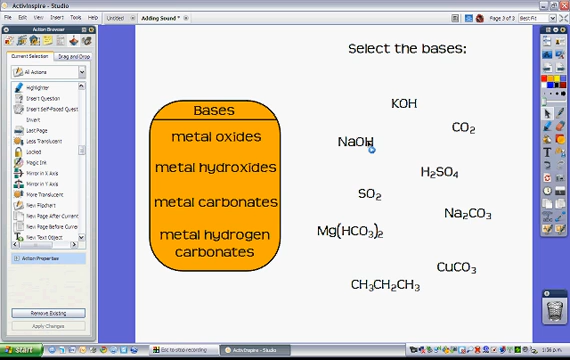 ActivInspire - Studio
File Edit View Insert Tools Help
Untitled
Adding Sound *
Page 3 of 3
Best Fit
Action Browser
Current Selection
Drag and Drop
All Actions
Highlighter
Insert Question
Insert Self-Paced Quest
Invert
Last Page
Less Translucent
Locked
Magic Ink
Mirror in X Axis
Mirror in Y Axis
More Translucent
New Flipchart
New Page After Current
New Page Before Curren
New Text Object
Action Properties
Remove Existing
Apply Changes
Select the bases:
Bases
metal oxides
metal hydroxides
metal carbonates
metal hydrogen
carbonates
KOH
CO₂
NaOH
H₂SO₄
SO₂
Na₂CO₃
Mg(HCO₃)₂
CuCO₃
CH₃CH₂CH₃
Start
Esc to stop recording
ActivInspire - Studio